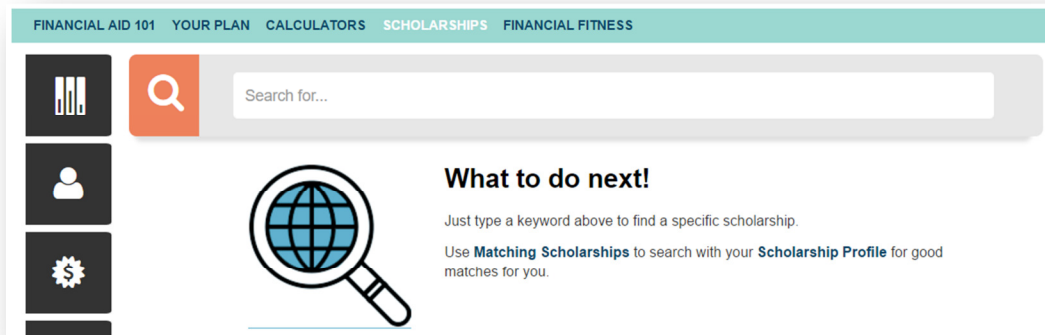 FINANCIAL AID 101 YOUR PLAN CALCULATORS SCHOLARSHIPS FINANCIAL FITNESS
Search for...
What to do next!
Just type a keyword above to find a specific scholarship.
Use Matching Scholarships to search with your Scholarship Profile for good
matches for you.
$